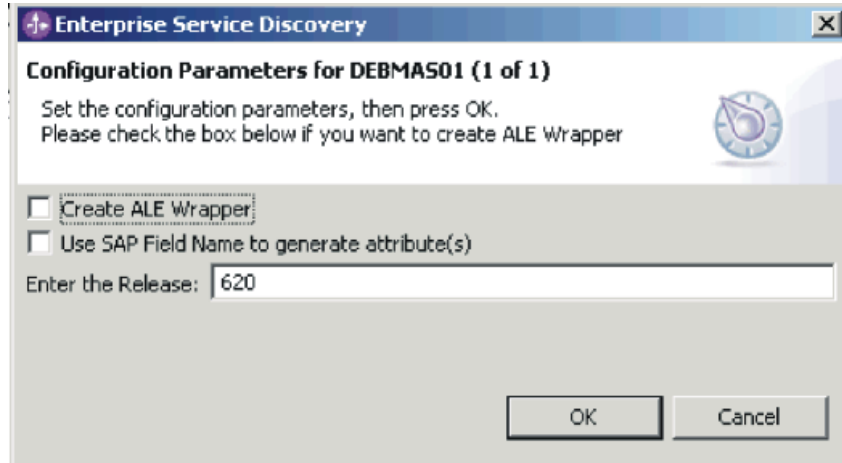 Enterprise Service Discovery
Configuration Parameters for DEBMAS01 (1 of 1)
Set the configuration parameters, then press OK.
Please check the box below if you want to create ALE Wrapper
Create ALE Wrapper
Use SAP Field Name to generate attribute(s)
Enter the Release: 620
OK Cancel